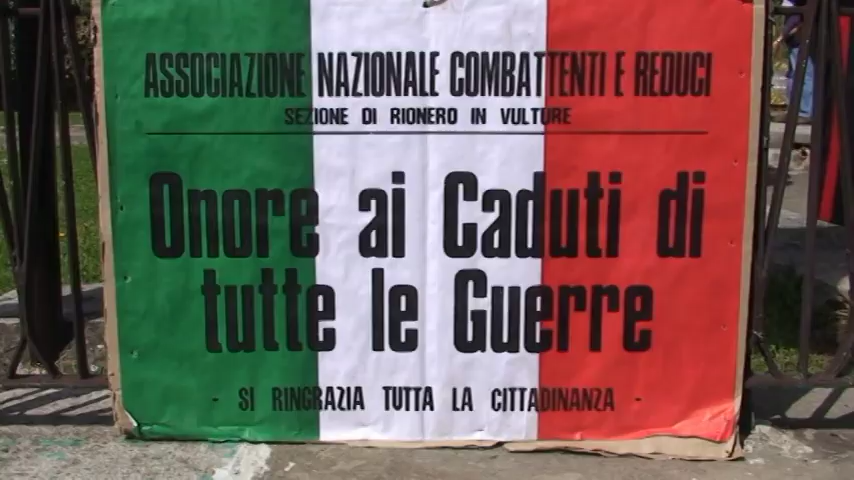 ASSOCIAZIONE NAZIONALE COMBATTENTI E REDUCI
SEZIONE DI RIONERO IN VULTURE
Onore ai Caduti di
tutte le Guerre
- SI RINGRAZIA TUTTA LA CITTADINANZA -